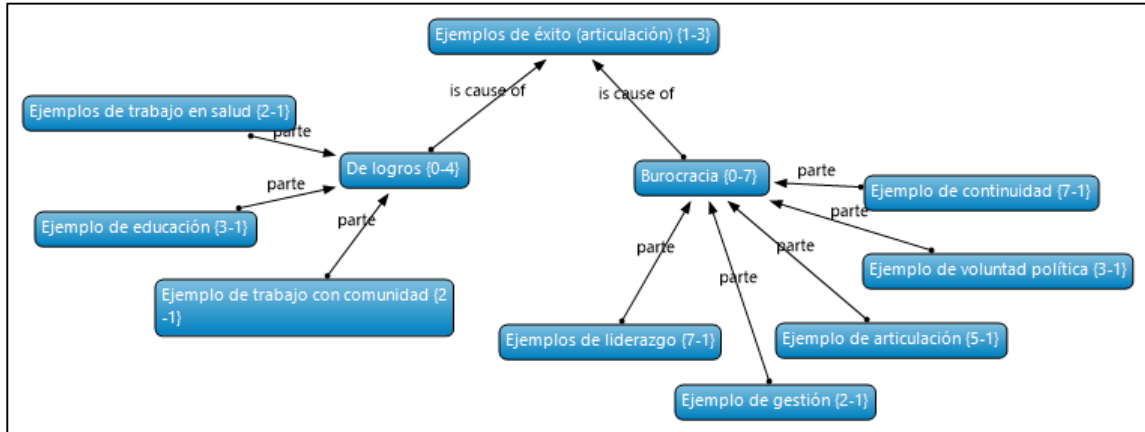 Ejemplos de éxito (articulación) {1-3}
is cause of
is cause of
Ejemplos de trabajo en salud {2-1}
parte
De logros {0-4}
Burocracia {0-7}
parte
Ejemplo de continuidad {7-1}
parte
Ejemplo de educación {3-1}
parte
parte
parte
parte
parte
Ejemplo de voluntad política {3-1}
Ejemplo de trabajo con comunidad {2
-1}
Ejemplos de liderazgo {7-1}
Ejemplo de articulación {5-1}
Ejemplo de gestión {2-1}